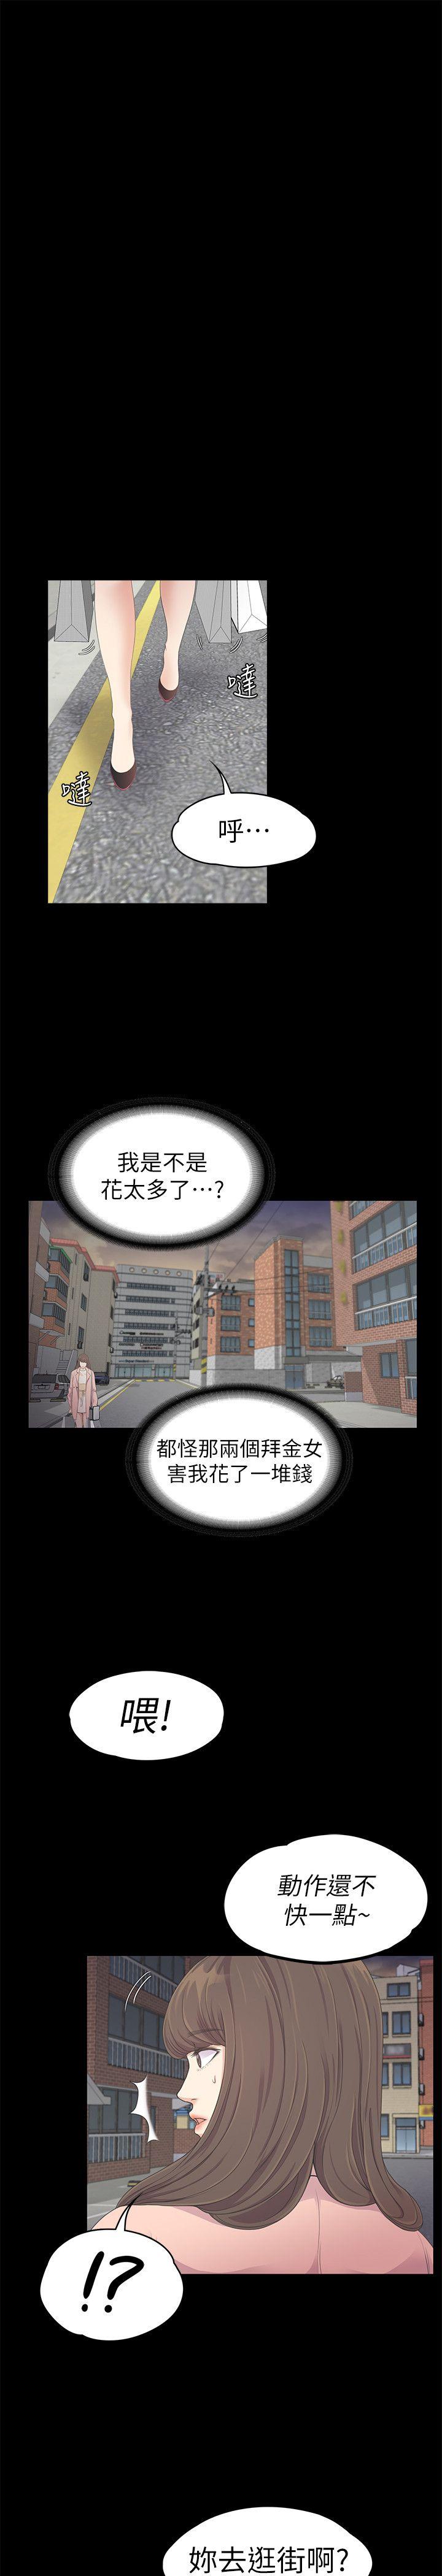 噠
噠
呼…
我是不是
花太多了…?
都怪那兩個拜金女
害我花了一堆錢
喂!
動作還不
快一點~
!?
妳去逛街啊?